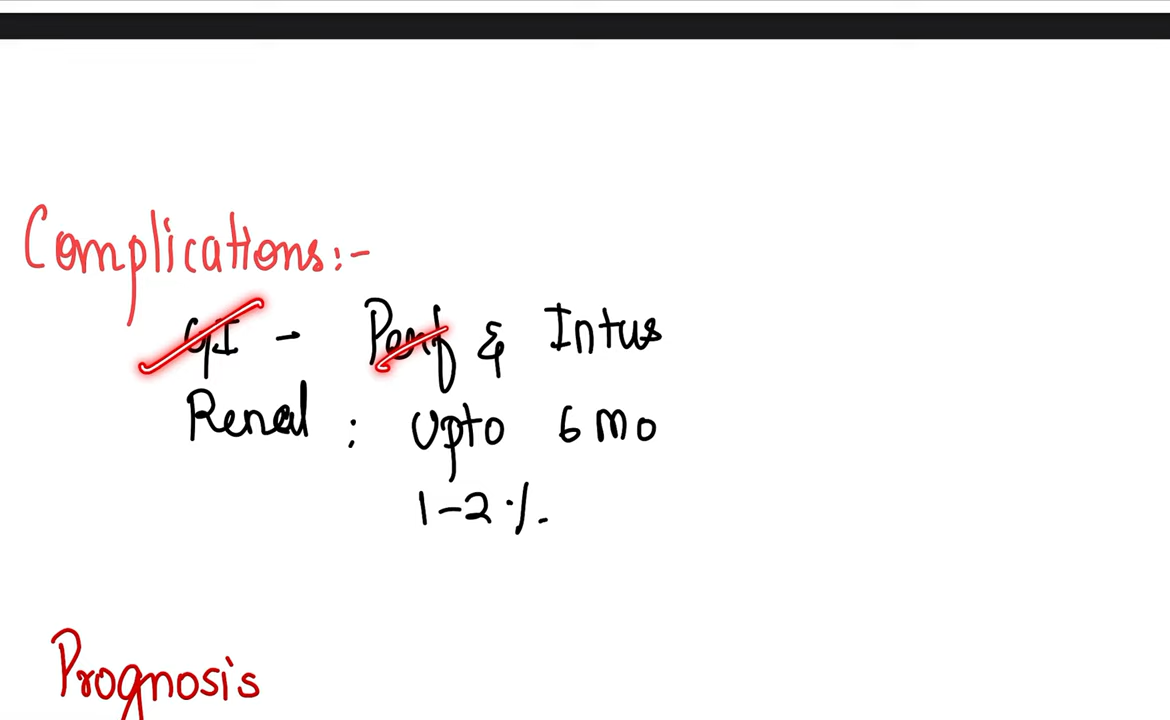 Complications:-
GI - Perf & Intus
Renal : Upto 6 mo
1-2 %.
Prognosis